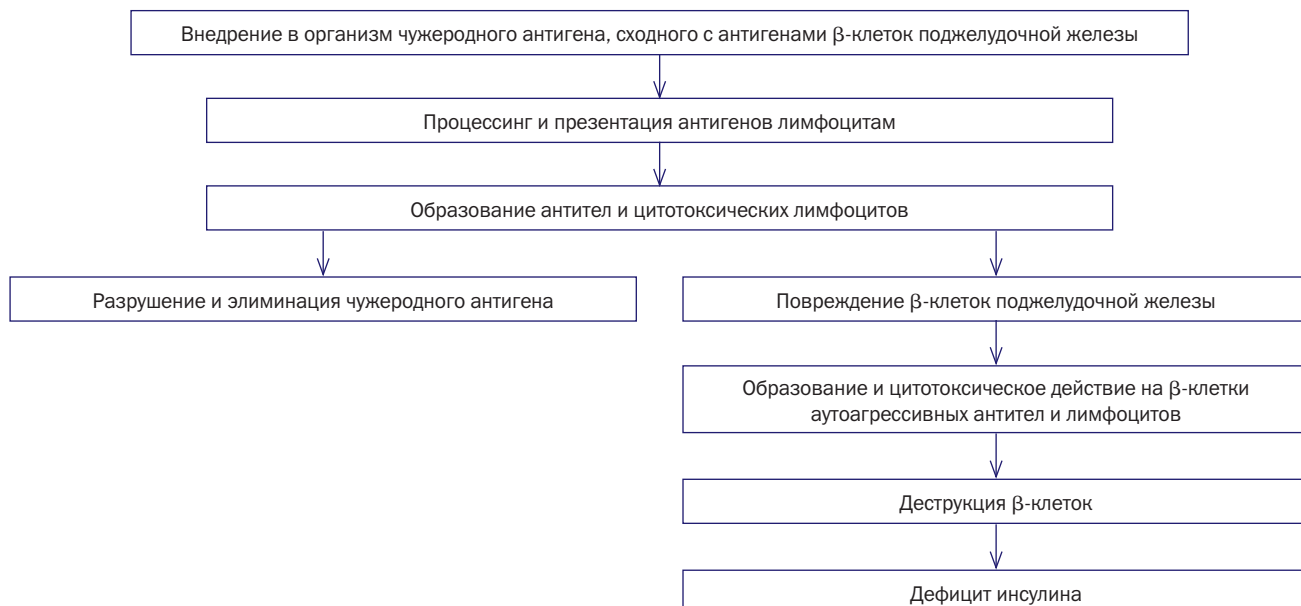 Внедрение в организм чужеродного антигена, сходного с антигенами β-клеток поджелудочной железы
Процессинг и презентация антигенов лимфоцитам
Образование антител и цитотоксических лимфоцитов
Разрушение и элиминация чужеродного антигена
Повреждение β-клеток поджелудочной железы
Образование и цитотоксическое действие на β-клетки
аутоагрессивных антител и лимфоцитов
Деструкция β-клеток
Дефицит инсулина